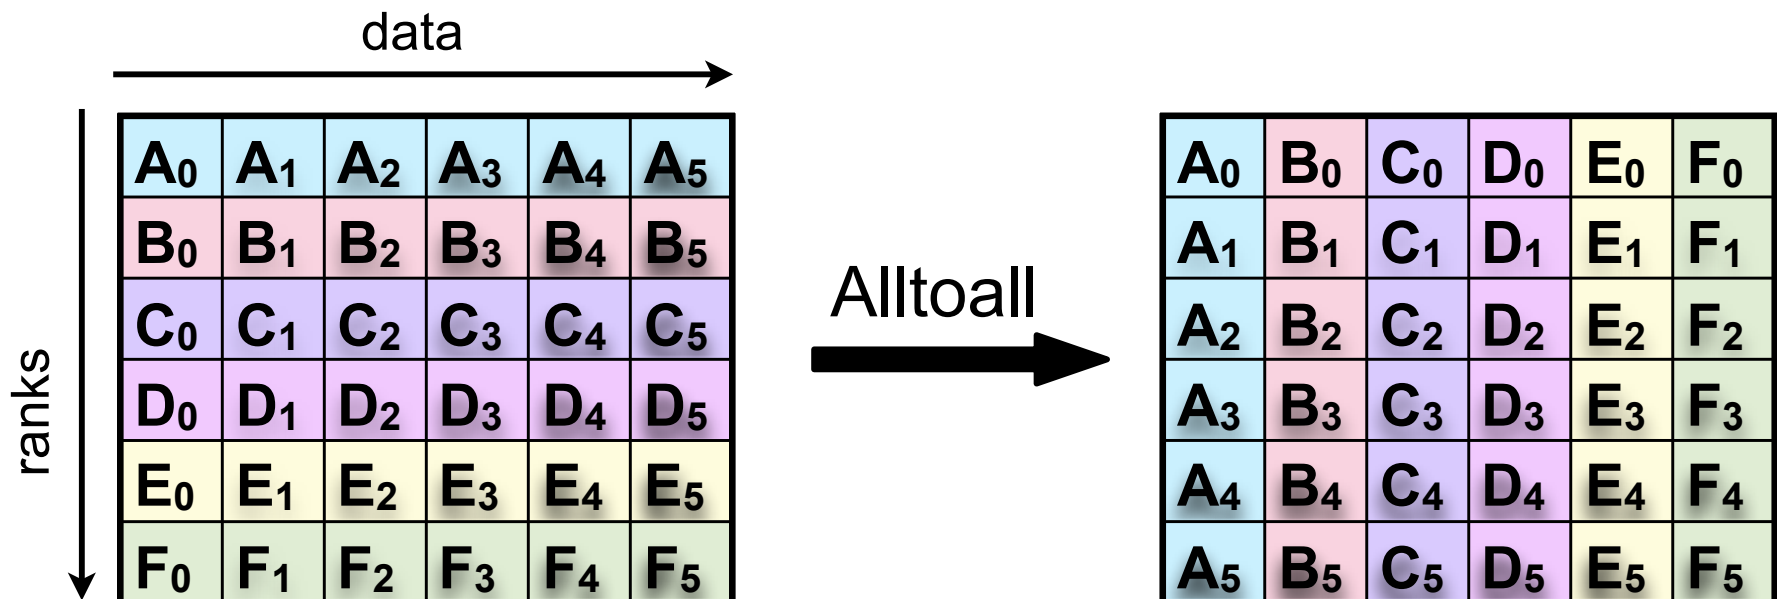 data
ranks
A₀ A₁ A₂ A₃ A₄ A₅
B₀ B₁ B₂ B₃ B₄ B₅
C₀ C₁ C₂ C₃ C₄ C₅
D₀ D₁ D₂ D₃ D₄ D₅
E₀ E₁ E₂ E₃ E₄ E₅
F₀ F₁ F₂ F₃ F₄ F₅
Alltoall
A₀ B₀ C₀ D₀ E₀ F₀
A₁ B₁ C₁ D₁ E₁ F₁
A₂ B₂ C₂ D₂ E₂ F₂
A₃ B₃ C₃ D₃ E₃ F₃
A₄ B₄ C₄ D₄ E₄ F₄
A₅ B₅ C₅ D₅ E₅ F₅